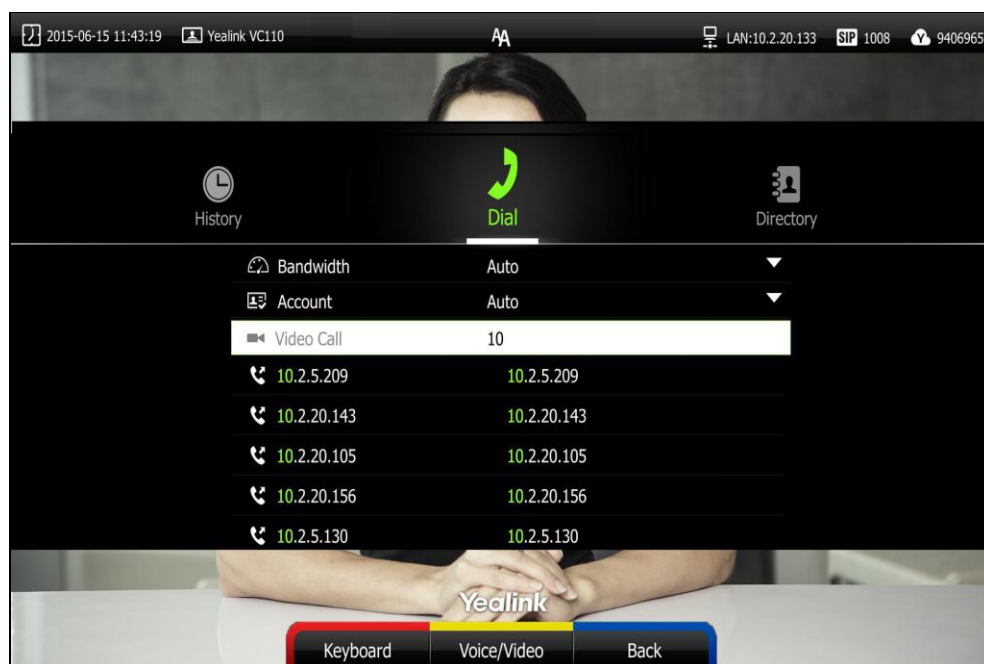 2015-06-15 11:43:19 Yealink VC110 AA LAN:10.2.20.133 SIP 1008 Y 9406965
History Dial Directory
Bandwidth Auto
Account Auto
Video Call 10
10.2.5.209 10.2.5.209
10.2.20.143 10.2.20.143
10.2.20.105 10.2.20.105
10.2.20.156 10.2.20.156
10.2.5.130 10.2.5.130
Yealink
Keyboard Voice/Video Back